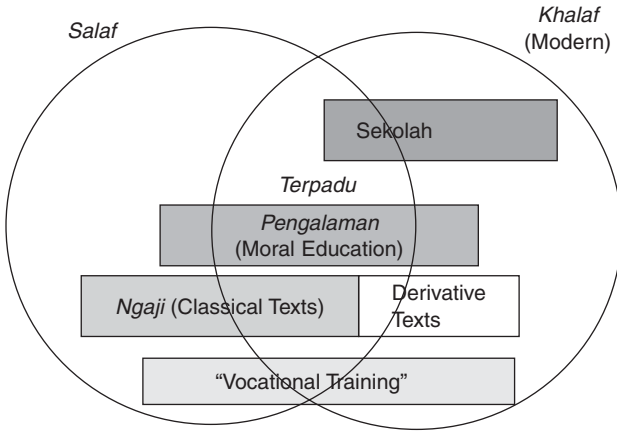 Salaf
Khalaf
(Modern)
Sekolah
Terpadu
Pengalaman
(Moral Education)
Ngaji (Classical Texts)
Derivative
Texts
“Vocational Training”